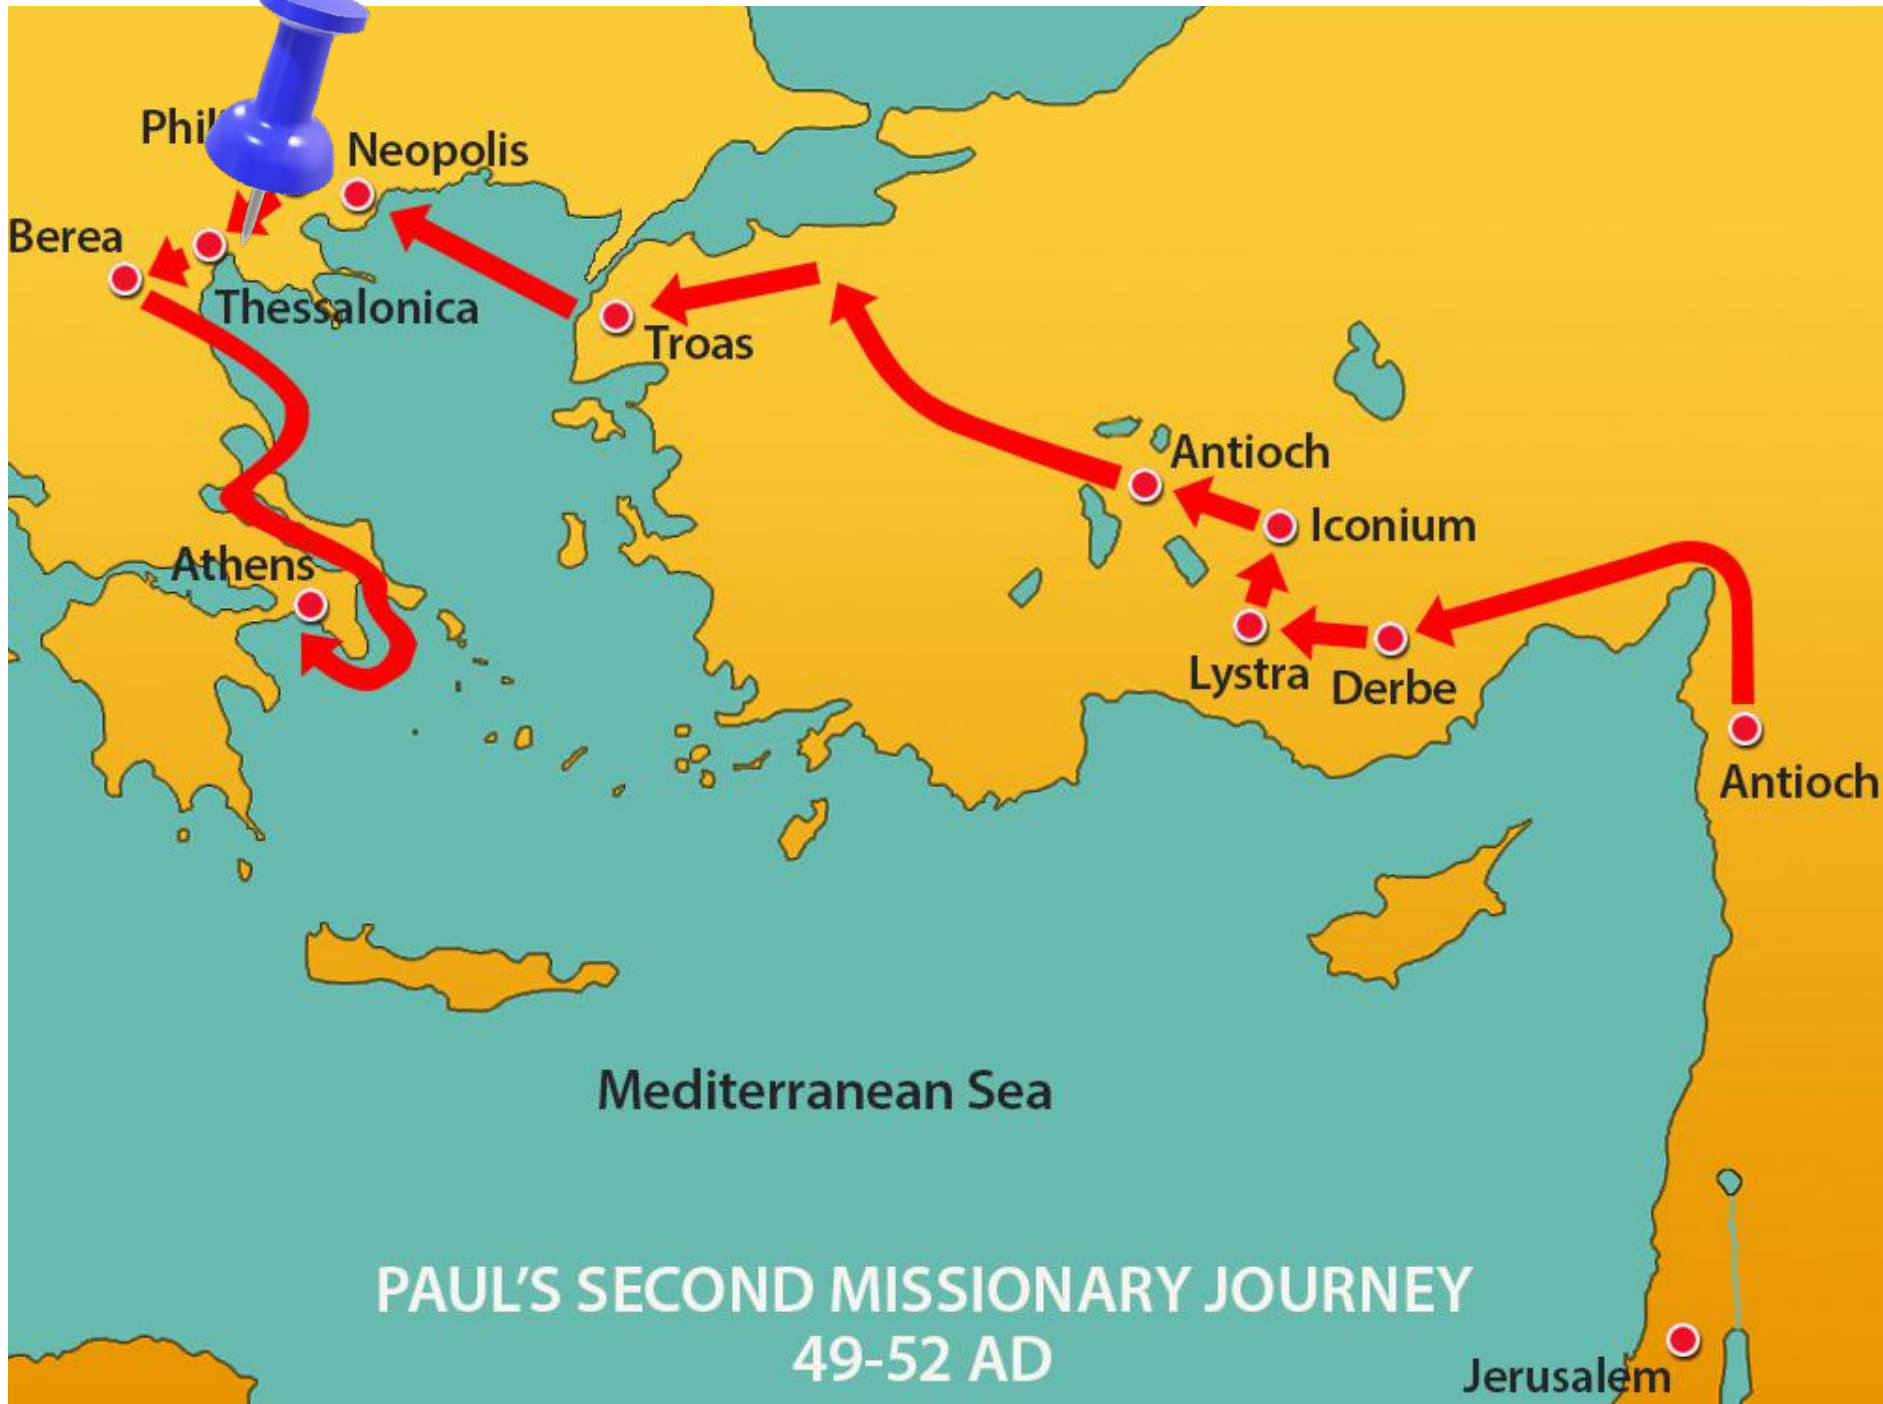 Phil
Neopolis
Berea
Thessalonica
Troas
Antioch
Iconium
Athens
Lystra
Derbe
Antioch
Mediterranean Sea
PAUL'S SECOND MISSIONARY JOURNEY
49-52 AD
Jerusalem